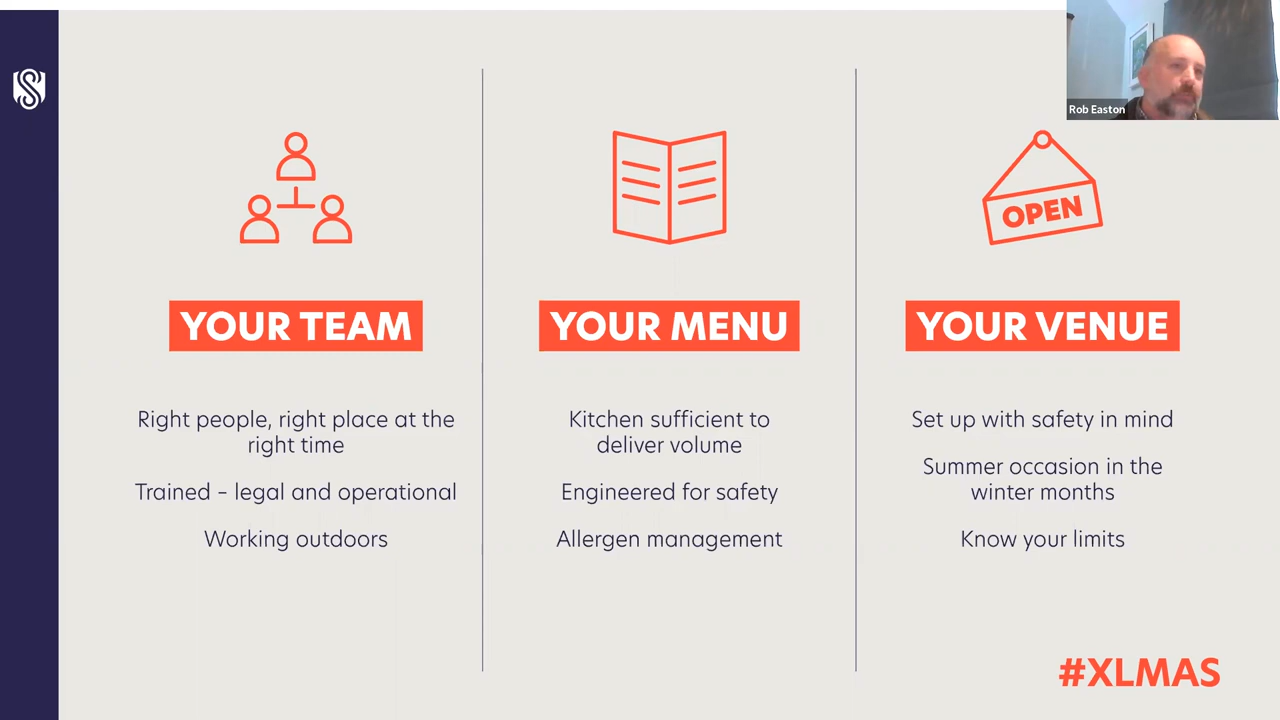 Rob Easton
OPEN
YOUR TEAM
Right people, right place at the
right time
Trained – legal and operational
Working outdoors
YOUR MENU
Kitchen sufficient to
deliver volume
Engineered for safety
Allergen management
YOUR VENUE
Set up with safety in mind
Summer occasion in the
winter months
Know your limits
#XLMAS